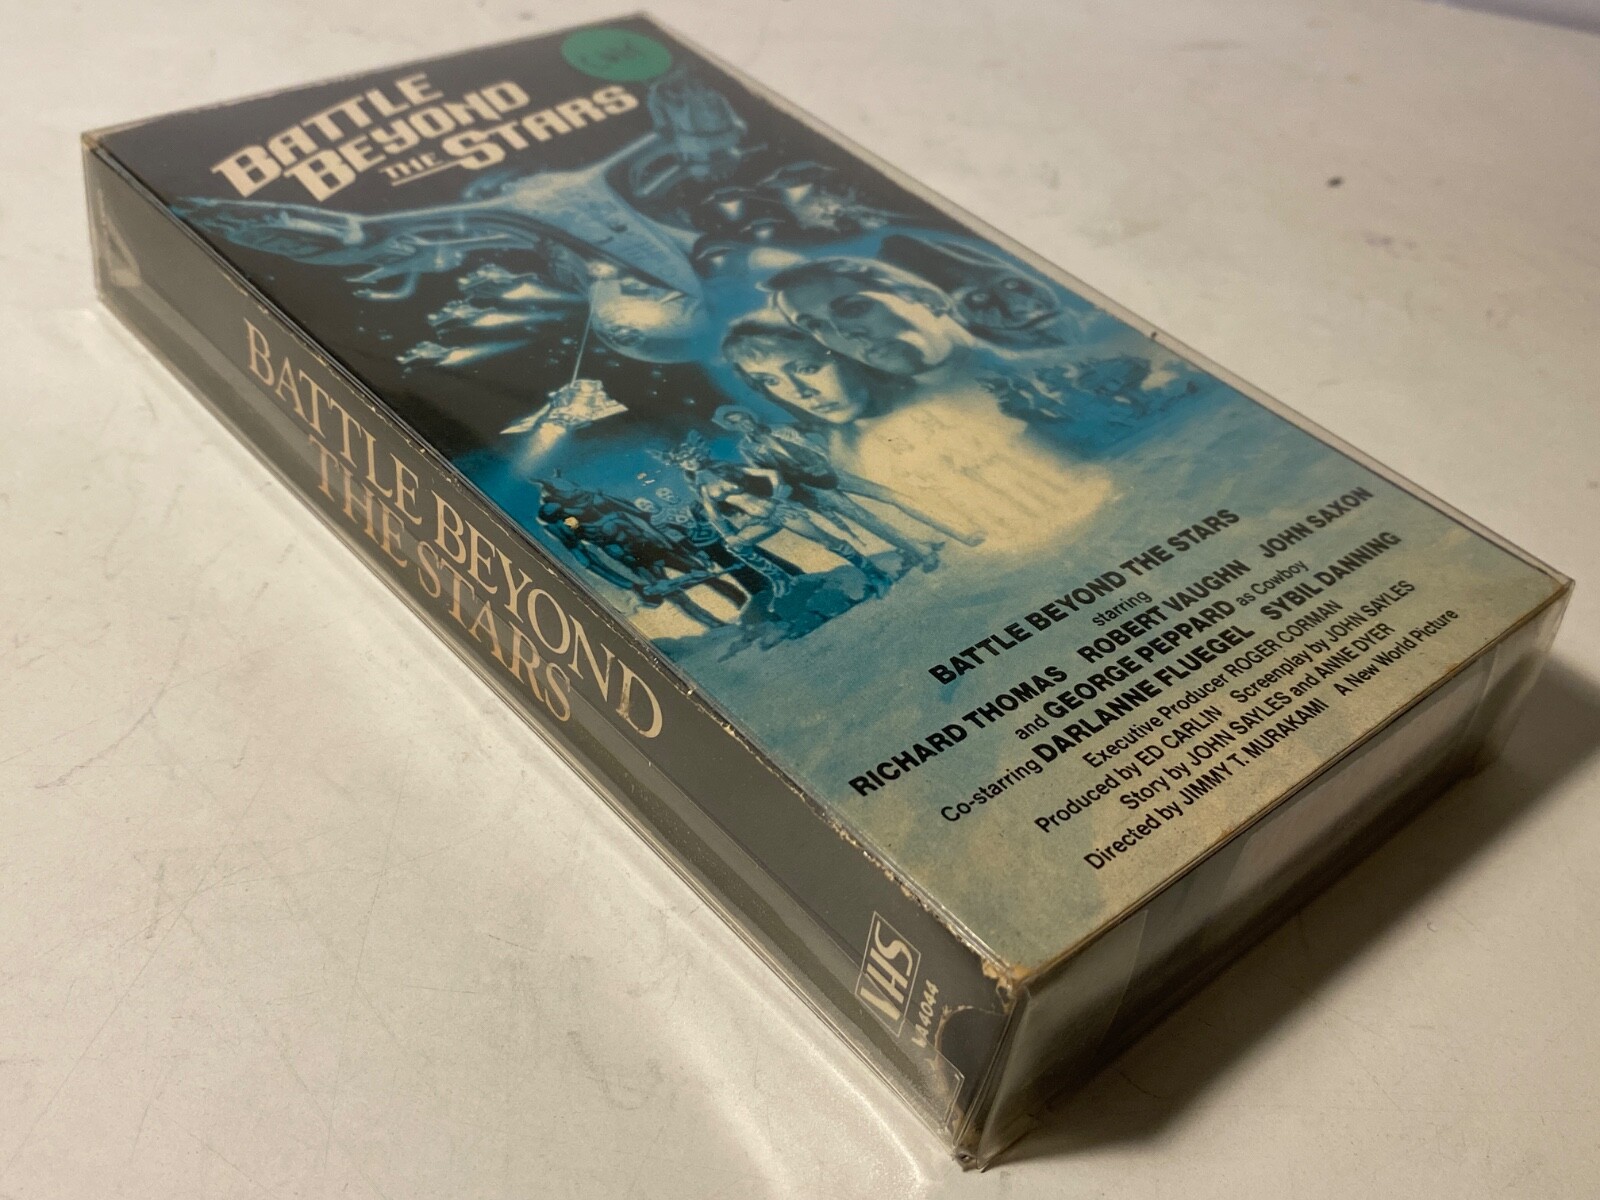 BATTLE
BEYOND
THE STARS
BATTLE BEYOND THE STARS
starring
RICHARD THOMAS ROBERT VAUGHN JOHN SAXON
and GEORGE PEPPARD as Cowboy
Co-starring DARLANNE FLUEGEL SYBIL DANNING
Executive Producer ROGER CORMAN
Produced by ED CARLIN Screenplay by JOHN SAYLES
Story by JOHN SAYLES and ANNE DYER
Directed by JIMMY T. MURAKAMI A New World Picture
BATTLE BEYOND
THE STARS
VHS
4044